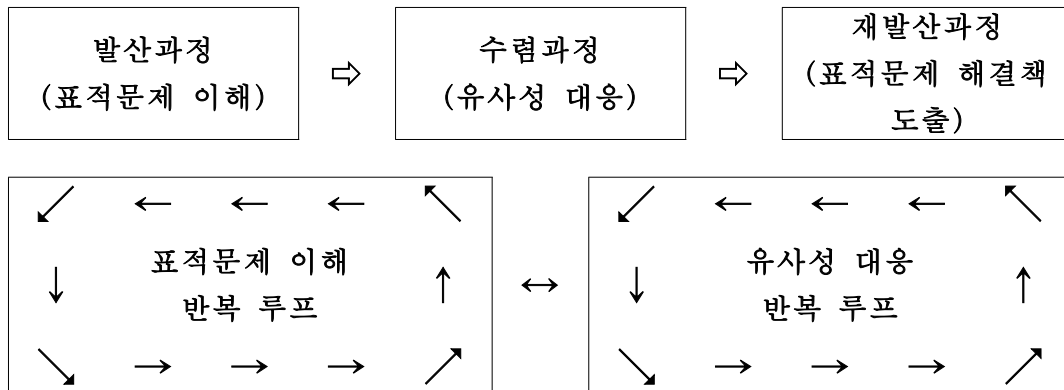 발산과정
(표적문제 이해)
⇨
수렴과정
(유사성 대응)
⇨
재발산과정
(표적문제 해결책
도출)
↙ ← ← ← ↖
표적문제 이해
↓ ↑
반복 루프
↘ → → → ↗
↔
↙ ← ← ← ↖
유사성 대응
↓ ↑
반복 루프
↘ → → → ↗